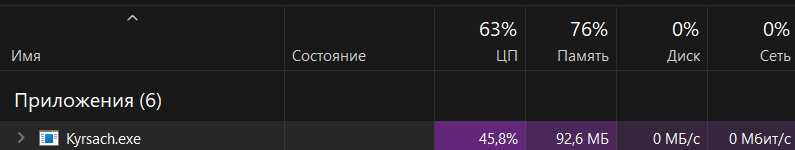 63% 76% 0% 0%
Имя Состояние ЦП Память Диск Сеть
Приложения (6)
Kyrsach.exe 45,8% 92,6 МБ 0 МБ/с 0 Мбит/с